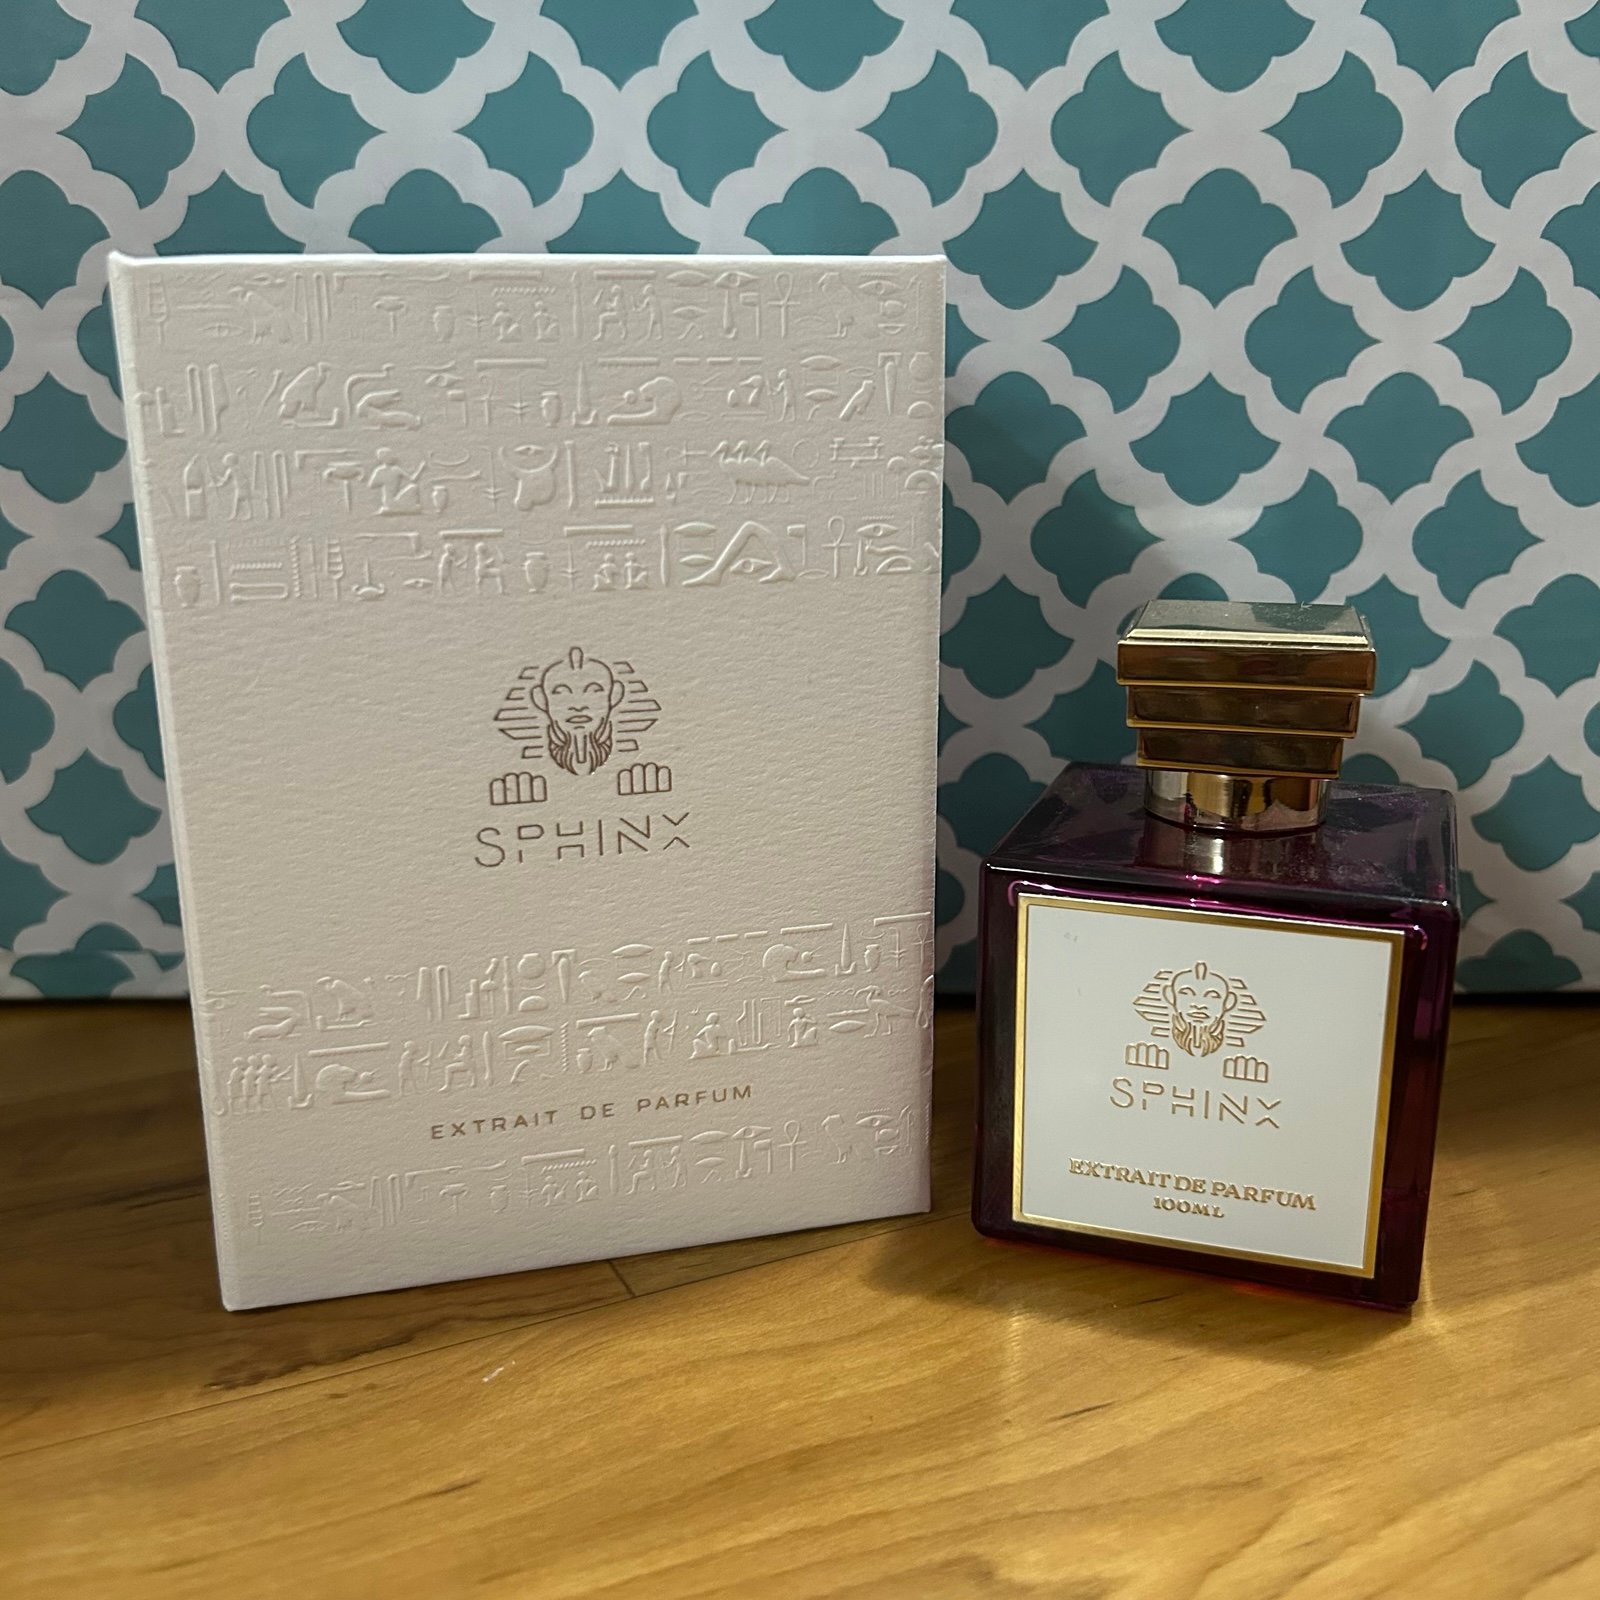 SPHINX
EXTRAIT DE PARFUM
SPHINX
EXTRAIT DE PARFUM
100ML